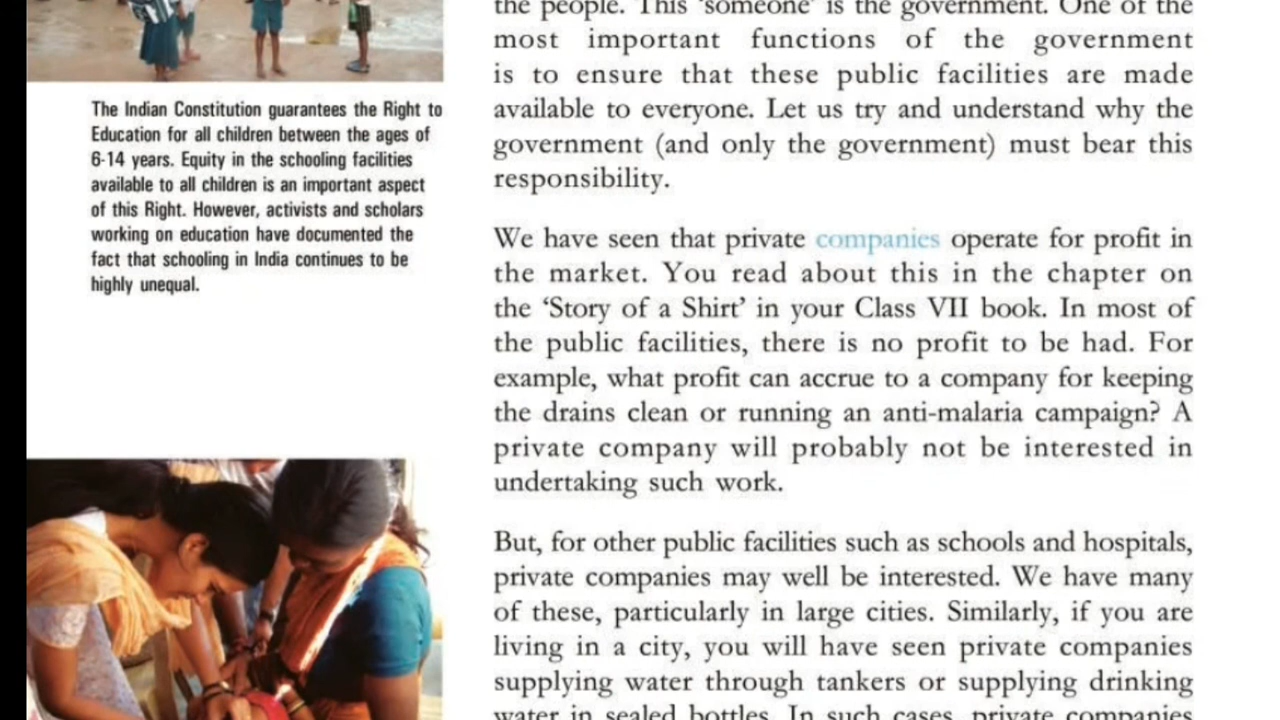 The Indian Constitution guarantees the Right to
Education for all children between the ages of
6-14 years. Equity in the schooling facilities
available to all children is an important aspect
of this Right. However, activists and scholars
working on education have documented the
fact that schooling in India continues to be
highly unequal.
the people. This ‘someone’ is the government. One of the
most important functions of the government
is to ensure that these public facilities are made
available to everyone. Let us try and understand why the
government (and only the government) must bear this
responsibility.
We have seen that private companies operate for profit in
the market. You read about this in the chapter on
the ‘Story of a Shirt’ in your Class VII book. In most of
the public facilities, there is no profit to be had. For
example, what profit can accrue to a company for keeping
the drains clean or running an anti-malaria campaign? A
private company will probably not be interested in
undertaking such work.
But, for other public facilities such as schools and hospitals,
private companies may well be interested. We have many
of these, particularly in large cities. Similarly, if you are
living in a city, you will have seen private companies
supplying water through tankers or supplying drinking
water in sealed bottles. In such cases, private companies